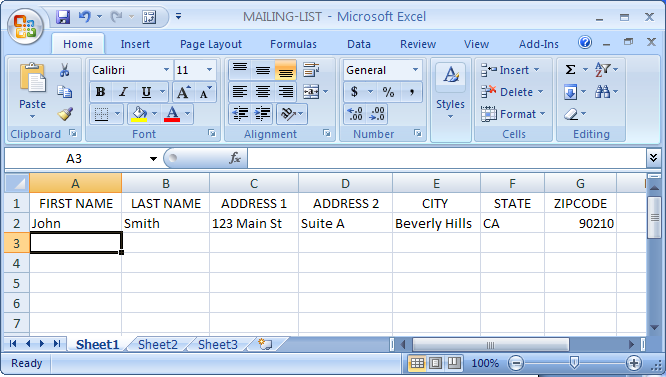 MAILING-LIST - Microsoft Excel
Home Insert Page Layout Formulas Data Review View Add-Ins
Paste
Clipboard
Calibri 11
B I U
A A
A
Font
Alignment
General
$ % ,
.0 .00
.00 .0
Number
Styles
Insert
Delete
Format
Cells
Σ
A Z
Editing
A3 fx
A B C D E F G
1 FIRST NAME LAST NAME ADDRESS 1 ADDRESS 2 CITY STATE ZIPCODE
2 John Smith 123 Main St Suite A Beverly Hills CA 90210
3
4
5
6
7
Sheet1 Sheet2 Sheet3
Ready 100%